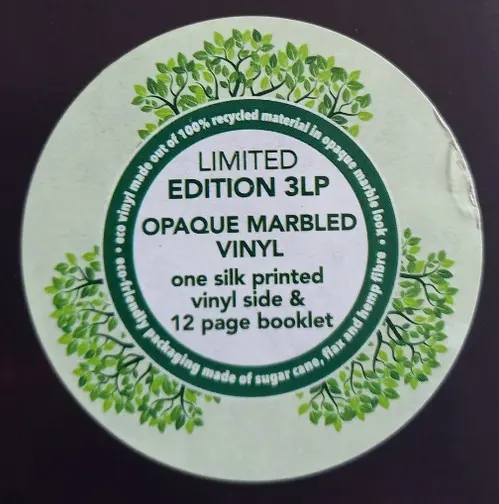 • eco vinyl made out of 100% recycled material in opaque marble look •
LIMITED
EDITION 3LP
OPAQUE MARBLED
VINYL
one silk printed
vinyl side &
12 page booklet
eco-friendly packaging made of sugar cane, flax and hemp fibre